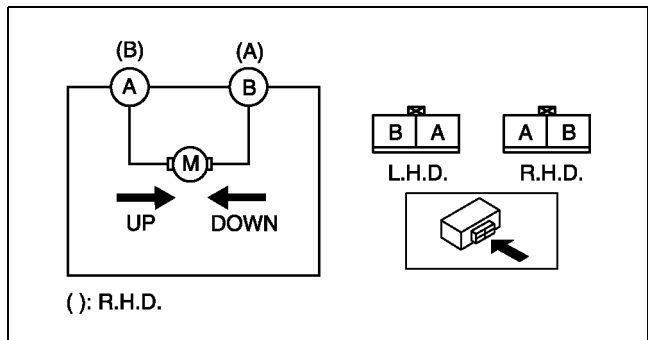 (B) (A)
A B
M
UP DOWN
( ): R.H.D.
B A
L.H.D.
A B
R.H.D.